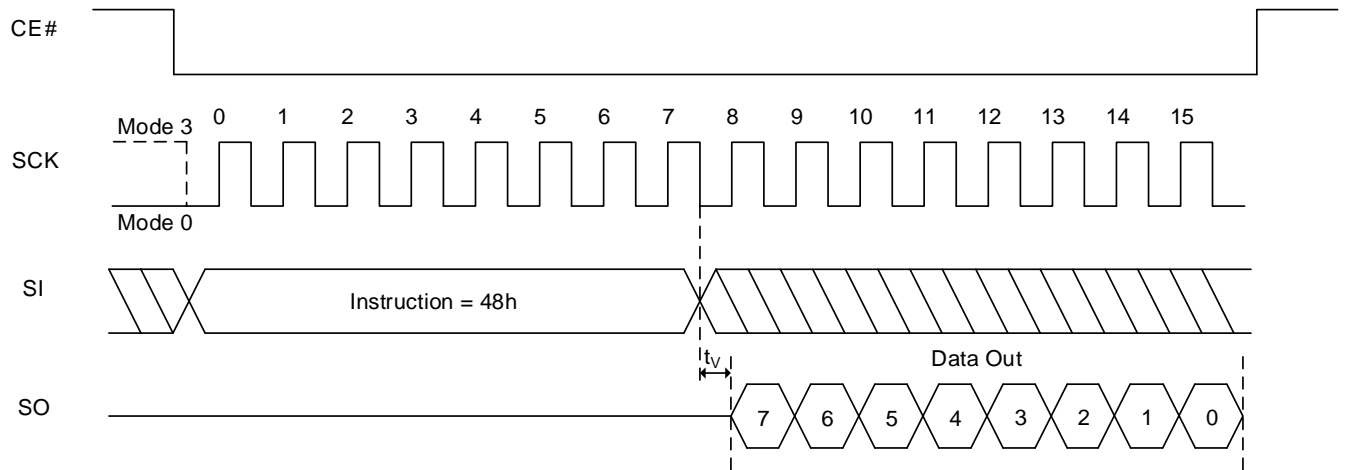 CE#
Mode 3 0 1 2 3 4 5 6 7 8 9 10 11 12 13 14 15
SCK
Mode 0
SI Instruction = 48h
tV Data Out
SO 7 6 5 4 3 2 1 0